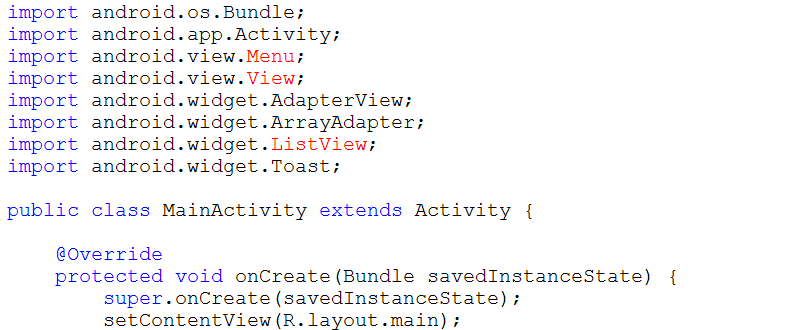 import android.os.Bundle;
import android.app.Activity;
import android.view.Menu;
import android.view.View;
import android.widget.AdapterView;
import android.widget.ArrayAdapter;
import android.widget.ListView;
import android.widget.Toast;

public class MainActivity extends Activity {

    @Override
    protected void onCreate(Bundle savedInstanceState) {
        super.onCreate(savedInstanceState);
        setContentView(R.layout.main);